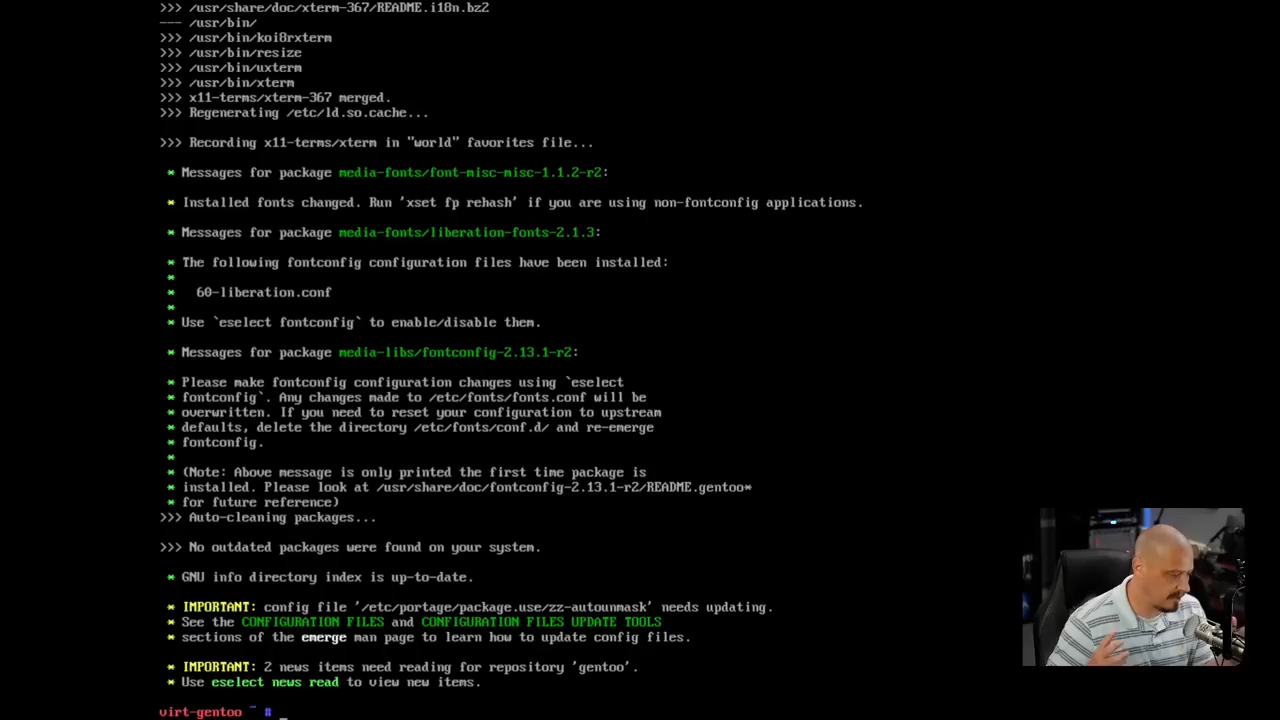 >>> /usr/share/doc/xterm-367/README.i18n.bz2
--- /usr/bin/
>>> /usr/bin/koi8rxterm
>>> /usr/bin/resize
>>> /usr/bin/uxterm
>>> /usr/bin/xterm
>>> x11-terms/xterm-367 merged.
>>> Regenerating /etc/ld.so.cache...
>>> Recording x11-terms/xterm in "world" favorites file...
* Messages for package media-fonts/font-misc-misc-1.1.2-r2:
* Installed fonts changed. Run 'xset fp rehash' if you are using non-fontconfig applications.
* Messages for package media-fonts/liberation-fonts-2.1.3:
* The following fontconfig configuration files have been installed:
*
* 60-liberation.conf
*
* Use `eselect fontconfig` to enable/disable them.
* Messages for package media-libs/fontconfig-2.13.1-r2:
* Please make fontconfig configuration changes using `eselect
* fontconfig`. Any changes made to /etc/fonts/fonts.conf will be
* overwritten. If you need to reset your configuration to upstream
* defaults, delete the directory /etc/fonts/conf.d/ and re-emerge
* fontconfig.
*
* (Note: Above message is only printed the first time package is
* installed. Please look at /usr/share/doc/fontconfig-2.13.1-r2/README.gentoo*
* for future reference)
>>> Auto-cleaning packages...
>>> No outdated packages were found on your system.
* GNU info directory index is up-to-date.
* IMPORTANT: config file '/etc/portage/package.use/zz-autounmask' needs updating.
* See the CONFIGURATION FILES and CONFIGURATION FILES UPDATE TOOLS
* sections of the emerge man page to learn how to update config files.
* IMPORTANT: 2 news items need reading for repository 'gentoo'.
* Use eselect news read to view new items.
virt-gentoo ~ # _